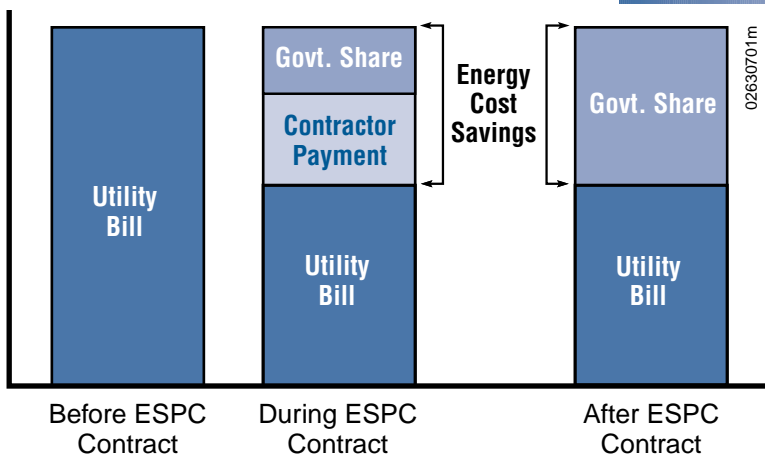 Utility
Bill
Govt. Share
Contractor
Payment
Utility
Bill
Energy
Cost
Savings
Govt. Share
Utility
Bill
02630701m
Before ESPC
Contract
During ESPC
Contract
After ESPC
Contract